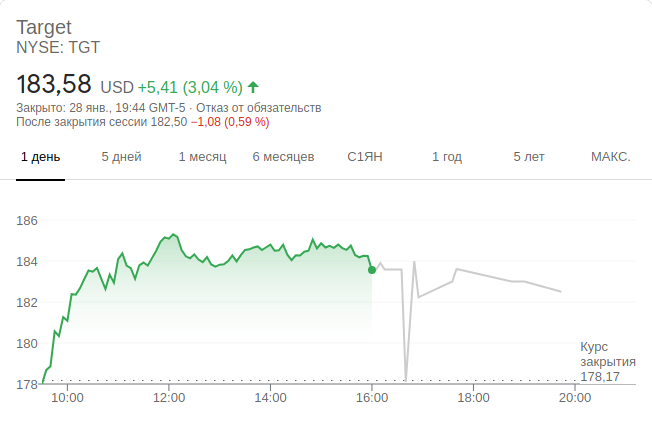 Target
NYSE: TGT
183,58 USD +5,41 (3,04 %)
Закрыто: 28 янв., 19:44 GMT-5 · Отказ от обязательств
После закрытия сессии 182,50 −1,08 (0,59 %)
1 день 5 дней 1 месяц 6 месяцев С1ЯН 1 год 5 лет МАКС.
186
184
182
180
178
Курс
закрытия
178,17
10:00 12:00 14:00 16:00 18:00 20:00